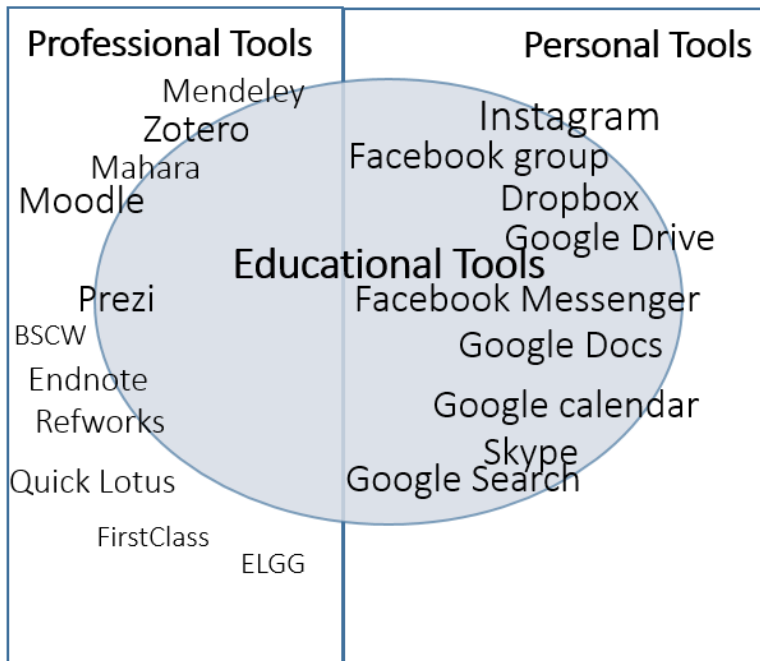 Professional Tools
Personal Tools
Mendeley
Zotero
Mahara
Moodle
Instagram
Facebook group
Dropbox
Google Drive
Educational Tools
Prezi
Facebook Messenger
BSCW
Google Docs
Endnote
Refworks
Google calendar
Skype
Quick Lotus
Google Search
FirstClass
ELGG